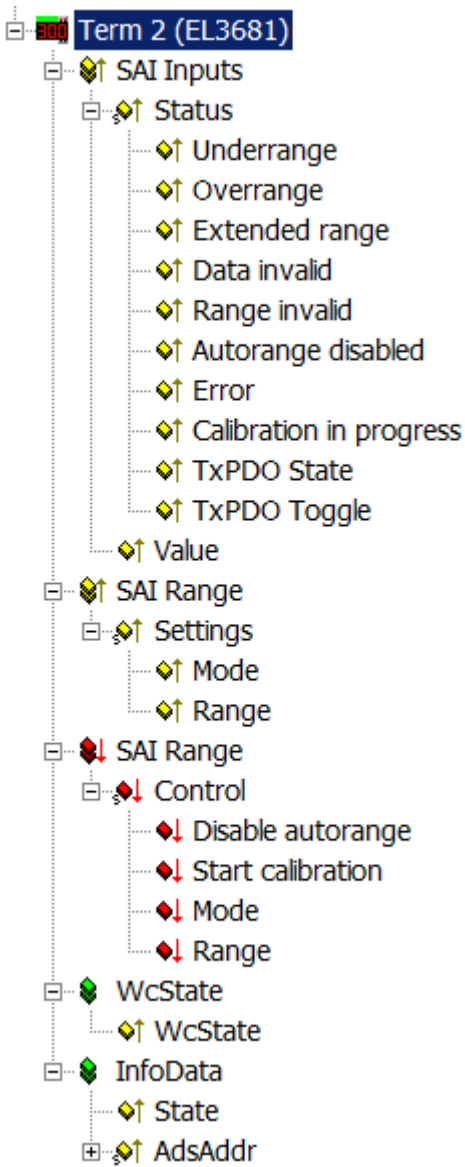 Term 2 (EL3681)
SAI Inputs
Status
Underrange
Overrange
Extended range
Data invalid
Range invalid
Autorange disabled
Error
Calibration in progress
TxPDO State
TxPDO Toggle
Value
SAI Range
Settings
Mode
Range
SAI Range
Control
Disable autorange
Start calibration
Mode
Range
WcState
WcState
InfoData
State
AdsAddr